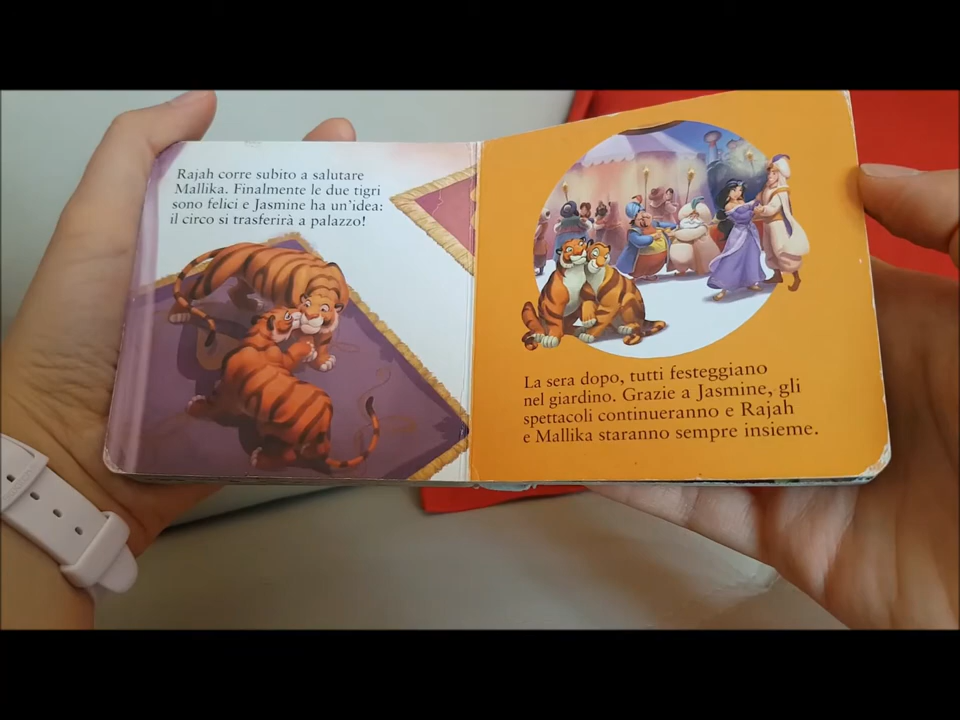 Rajah corre subito a salutare
Mallika. Finalmente le due tigri
sono felici e Jasmine ha un'idea:
il circo si trasferirà a palazzo!
La sera dopo, tutti festeggiano
nel giardino. Grazie a Jasmine, gli
spettacoli continueranno e Rajah
e Mallika staranno sempre insieme.